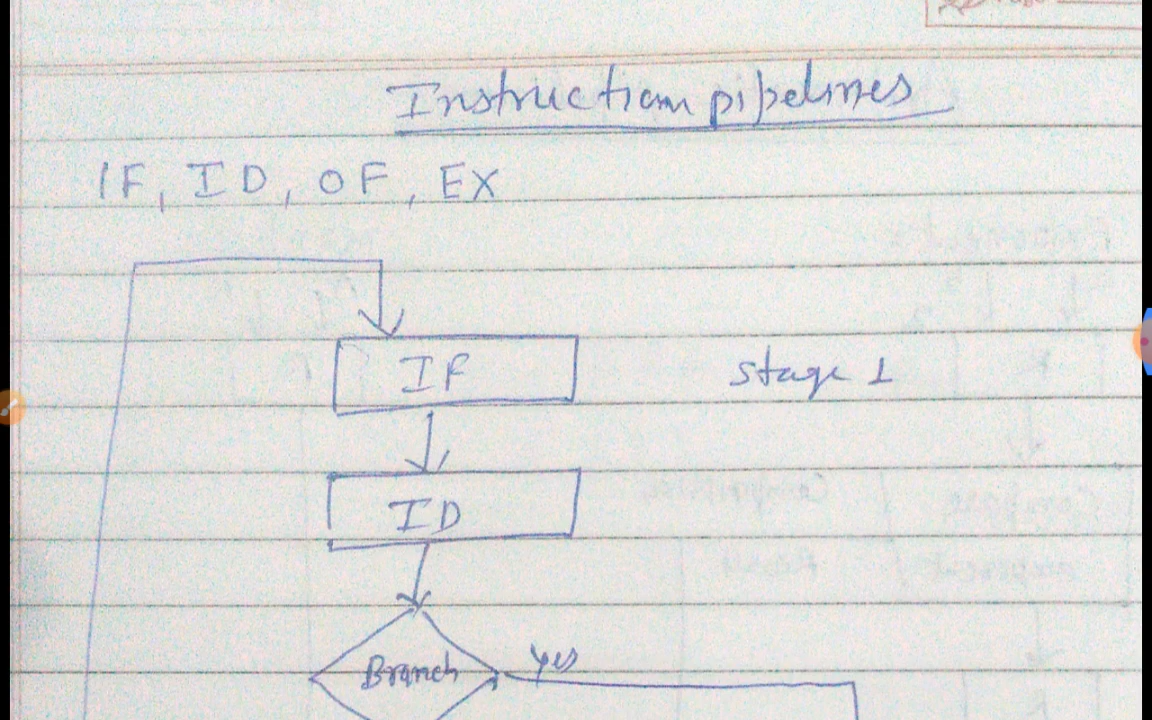 Instruction pipelines
IF, ID, OF, EX
IF
stage 1
ID
Branch
yes